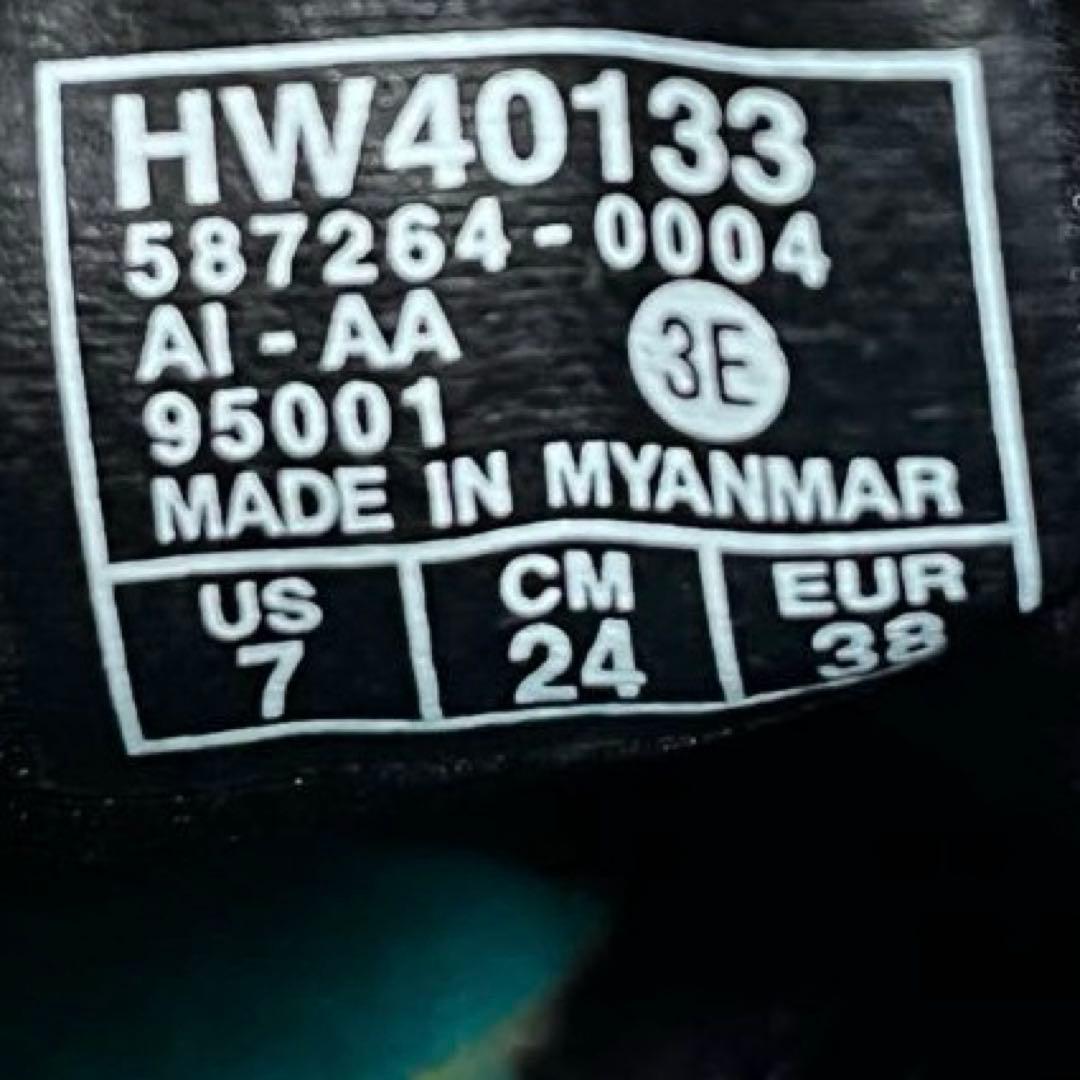 HW40133
587264-0004
AI-AA
3E
95001
MADE IN MYANMAR
US CM EUR
7 24 38